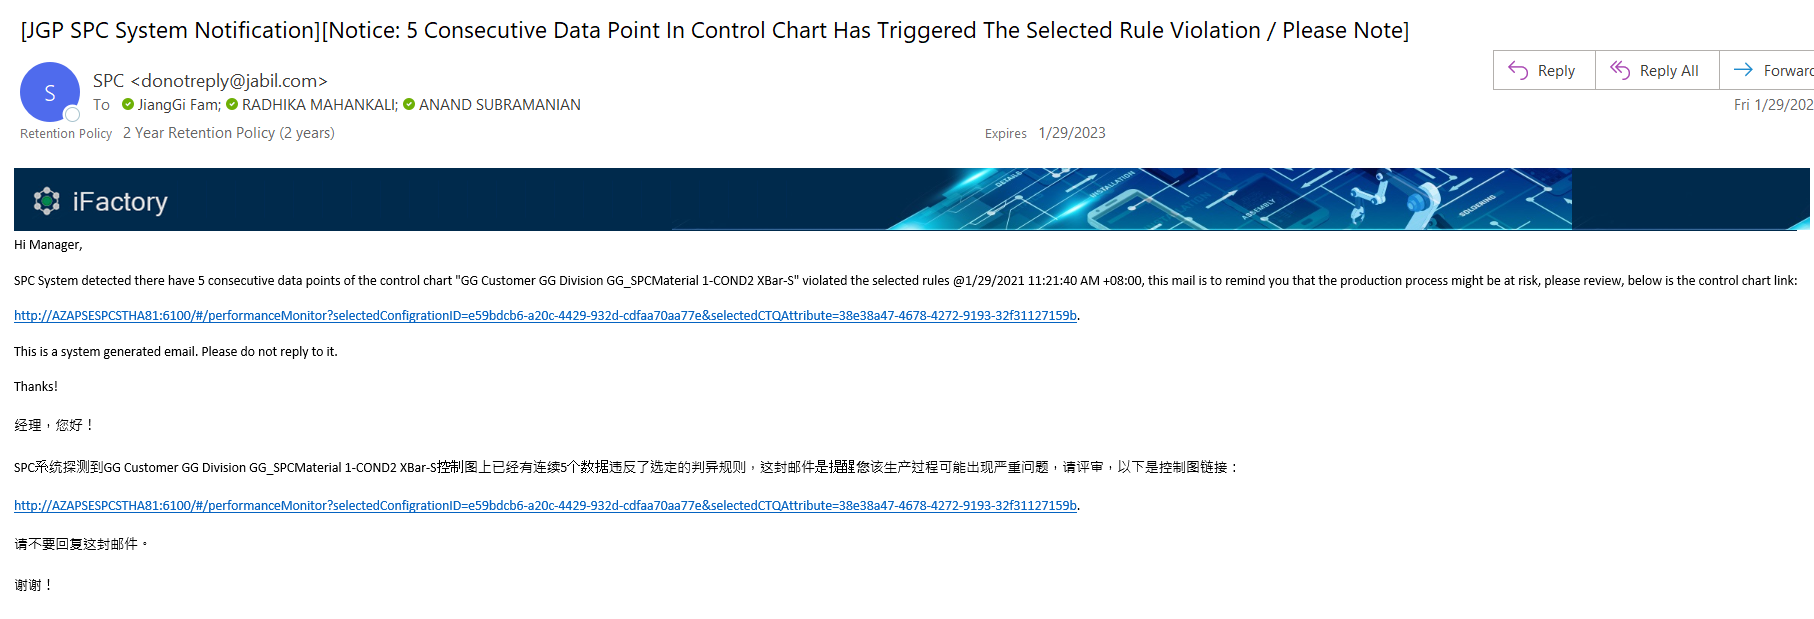 [JGP SPC System Notification][Notice: 5 Consecutive Data Point In Control Chart Has Triggered The Selected Rule Violation / Please Note]
Reply
Reply All
Forward
S
SPC <donotreply@jabil.com>
To JiangGi Fam; RADHIKA MAHANKALI; ANAND SUBRAMANIAN
Fri 1/29/202
Retention Policy 2 Year Retention Policy (2 years)
Expires 1/29/2023
iFactory
DETAILS
INSTALLATION
ASSEMBLY
SOLDERING
Hi Manager,
SPC System detected there have 5 consecutive data points of the control chart "GG Customer GG Division GG_SPCMaterial 1-COND2 XBar-S" violated the selected rules @1/29/2021 11:21:40 AM +08:00, this mail is to remind you that the production process might be at risk, please review, below is the control chart link:
http://AZAPSESPCSTHA81:6100/#/performanceMonitor?selectedConfigrationID=e59bdcb6-a20c-4429-932d-cdfaa70aa77e&selectedCTQAttribute=38e38a47-4678-4272-9193-32f31127159b.
This is a system generated email. Please do not reply to it.
Thanks!
经理，您好！
SPC系统探测到GG Customer GG Division GG_SPCMaterial 1-COND2 XBar-S控制图上已经有连续5个数据违反了选定的判异规则，这封邮件是提醒您该生产过程可能出现严重问题，请评审，以下是控制图链接：
http://AZAPSESPCSTHA81:6100/#/performanceMonitor?selectedConfigrationID=e59bdcb6-a20c-4429-932d-cdfaa70aa77e&selectedCTQAttribute=38e38a47-4678-4272-9193-32f31127159b.
请不要回复这封邮件。
谢谢！